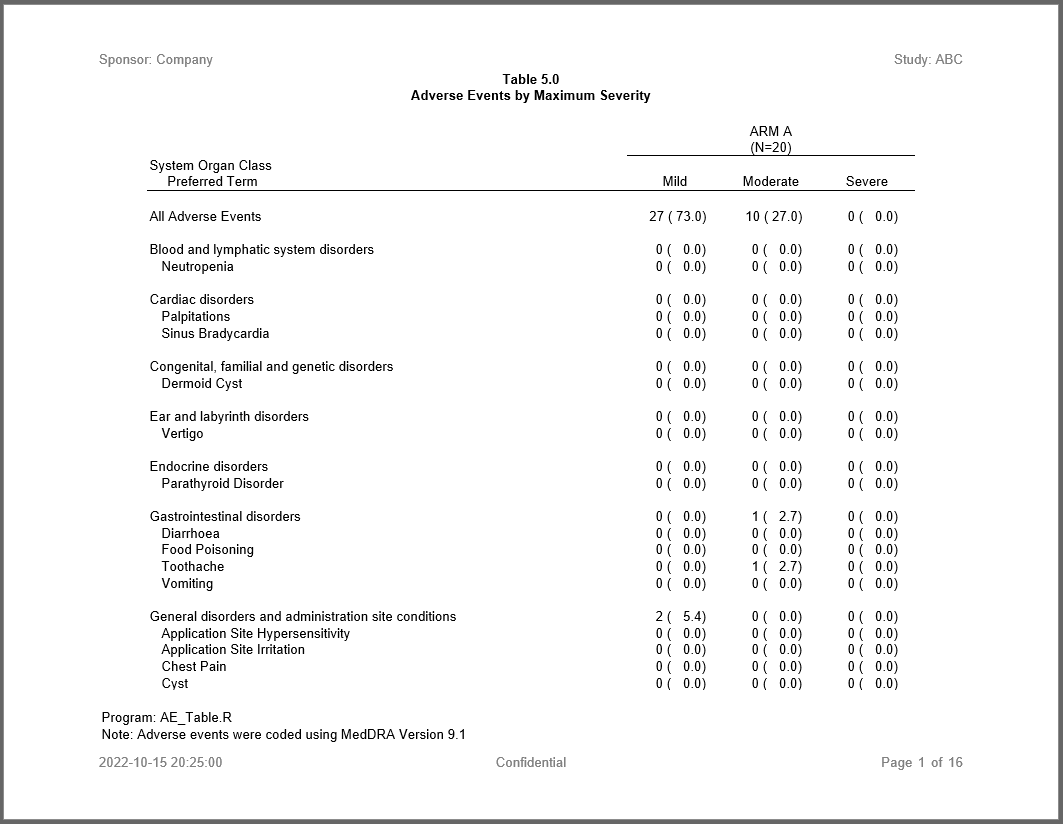 Sponsor: Company Study: ABC
Table 5.0
Adverse Events by Maximum Severity
ARM A
(N=20)
System Organ Class
Preferred Term Mild Moderate Severe
All Adverse Events 27 ( 73.0) 10 ( 27.0) 0 ( 0.0)
Blood and lymphatic system disorders 0 ( 0.0) 0 ( 0.0) 0 ( 0.0)
Neutropenia 0 ( 0.0) 0 ( 0.0) 0 ( 0.0)
Cardiac disorders 0 ( 0.0) 0 ( 0.0) 0 ( 0.0)
Palpitations 0 ( 0.0) 0 ( 0.0) 0 ( 0.0)
Sinus Bradycardia 0 ( 0.0) 0 ( 0.0) 0 ( 0.0)
Congenital, familial and genetic disorders 0 ( 0.0) 0 ( 0.0) 0 ( 0.0)
Dermoid Cyst 0 ( 0.0) 0 ( 0.0) 0 ( 0.0)
Ear and labyrinth disorders 0 ( 0.0) 0 ( 0.0) 0 ( 0.0)
Vertigo 0 ( 0.0) 0 ( 0.0) 0 ( 0.0)
Endocrine disorders 0 ( 0.0) 0 ( 0.0) 0 ( 0.0)
Parathyroid Disorder 0 ( 0.0) 0 ( 0.0) 0 ( 0.0)
Gastrointestinal disorders 0 ( 0.0) 1 ( 2.7) 0 ( 0.0)
Diarrhoea 0 ( 0.0) 0 ( 0.0) 0 ( 0.0)
Food Poisoning 0 ( 0.0) 0 ( 0.0) 0 ( 0.0)
Toothache 0 ( 0.0) 1 ( 2.7) 0 ( 0.0)
Vomiting 0 ( 0.0) 0 ( 0.0) 0 ( 0.0)
General disorders and administration site conditions 2 ( 5.4) 0 ( 0.0) 0 ( 0.0)
Application Site Hypersensitivity 0 ( 0.0) 0 ( 0.0) 0 ( 0.0)
Application Site Irritation 0 ( 0.0) 0 ( 0.0) 0 ( 0.0)
Chest Pain 0 ( 0.0) 0 ( 0.0) 0 ( 0.0)
Cyst 0 ( 0.0) 0 ( 0.0) 0 ( 0.0)
Program: AE_Table.R
Note: Adverse events were coded using MedDRA Version 9.1
2022-10-15 20:25:00 Confidential Page 1 of 16